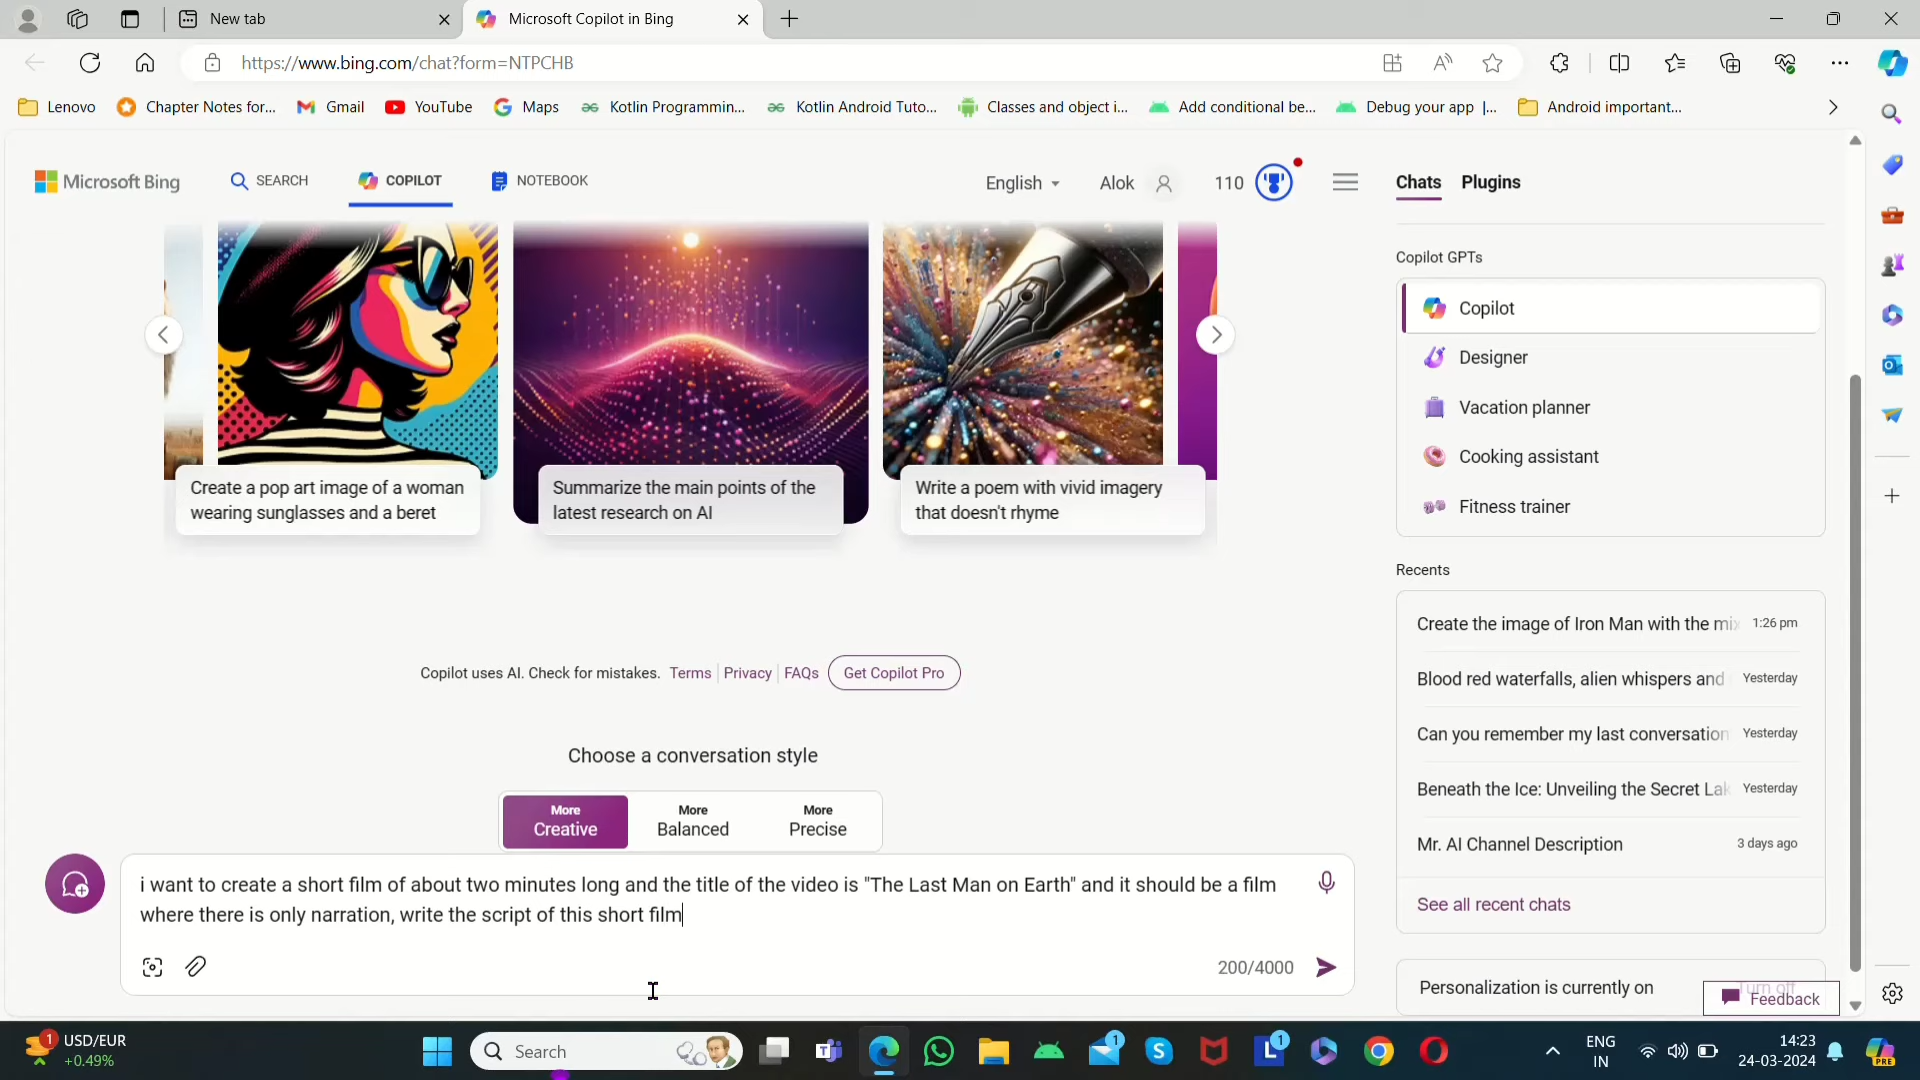 New tab
Microsoft Copilot in Bing
https://www.bing.com/chat?form=NTPCHB
Lenovo
Chapter Notes for...
Gmail
YouTube
Maps
Kotlin Programmin...
Kotlin Android Tuto...
Classes and object i...
Add conditional be...
Debug your app |...
Android important...
Microsoft Bing
SEARCH
COPILOT
NOTEBOOK
English
Alok
110
Chats
Plugins
Copilot GPTs
Copilot
Designer
Vacation planner
Cooking assistant
Fitness trainer
Create a pop art image of a woman
wearing sunglasses and a beret
Summarize the main points of the
latest research on AI
Write a poem with vivid imagery
that doesn't rhyme
Recents
Create the image of Iron Man with the mix 1:26 pm
Blood red waterfalls, alien whispers and Yesterday
Can you remember my last conversation Yesterday
Beneath the Ice: Unveiling the Secret Lak Yesterday
Mr. AI Channel Description 3 days ago
See all recent chats
Personalization is currently on
Turn off
Feedback
Copilot uses AI. Check for mistakes. Terms Privacy FAQs Get Copilot Pro
Choose a conversation style
More
Creative
More
Balanced
More
Precise
i want to create a short film of about two minutes long and the title of the video is "The Last Man on Earth" and it should be a film
where there is only narration, write the script of this short film
200/4000
1
USD/EUR
+0.49%
Search
1
1
ENG
IN
14:23
24-03-2024
PRE